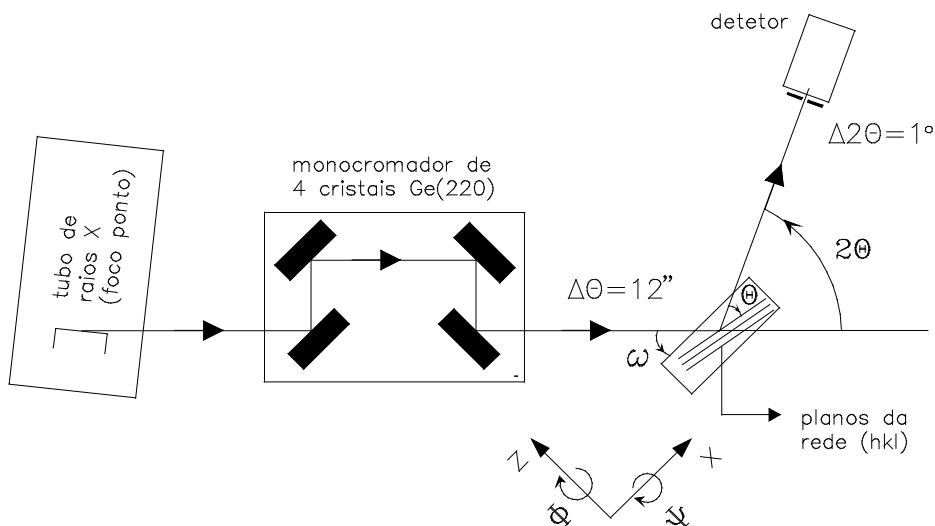 detetor
Δ2Θ=1°
monocromador de
4 cristais Ge(220)
tubo de
raios X
(foco ponto)
2Θ
ΔΘ=12”
Θ
ω
planos da
rede (hkl)
Z
X
Φ
Ψ